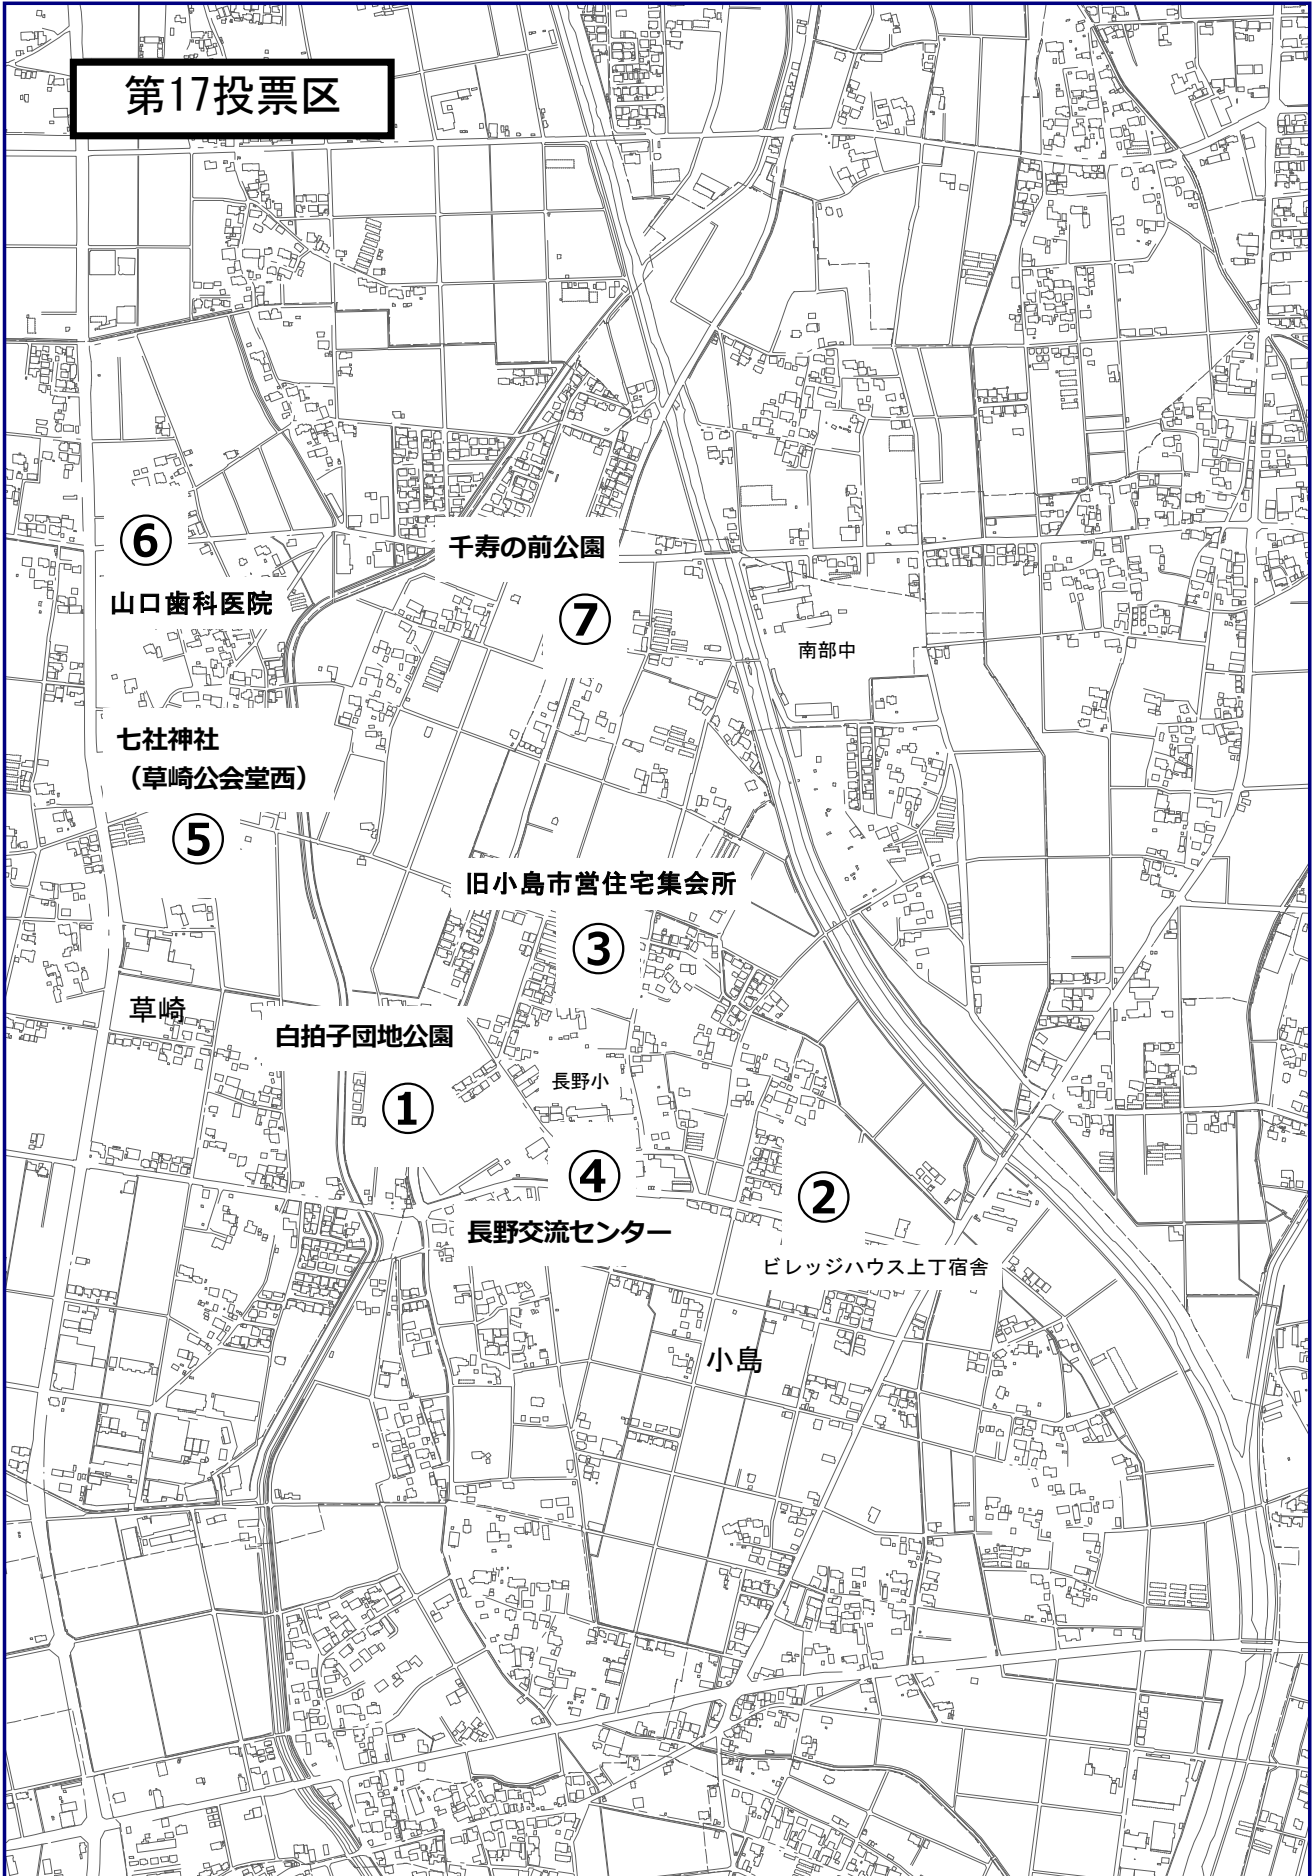 第17投票区
⑥
山口歯科医院
千寿の前公園
⑦
南部中
七社神社
（草崎公会堂西）
⑤
旧小島市営住宅集会所
③
草崎
白拍子団地公園
①
長野小
④
長野交流センター
②
ビレッジハウス上丁宿舎
小島